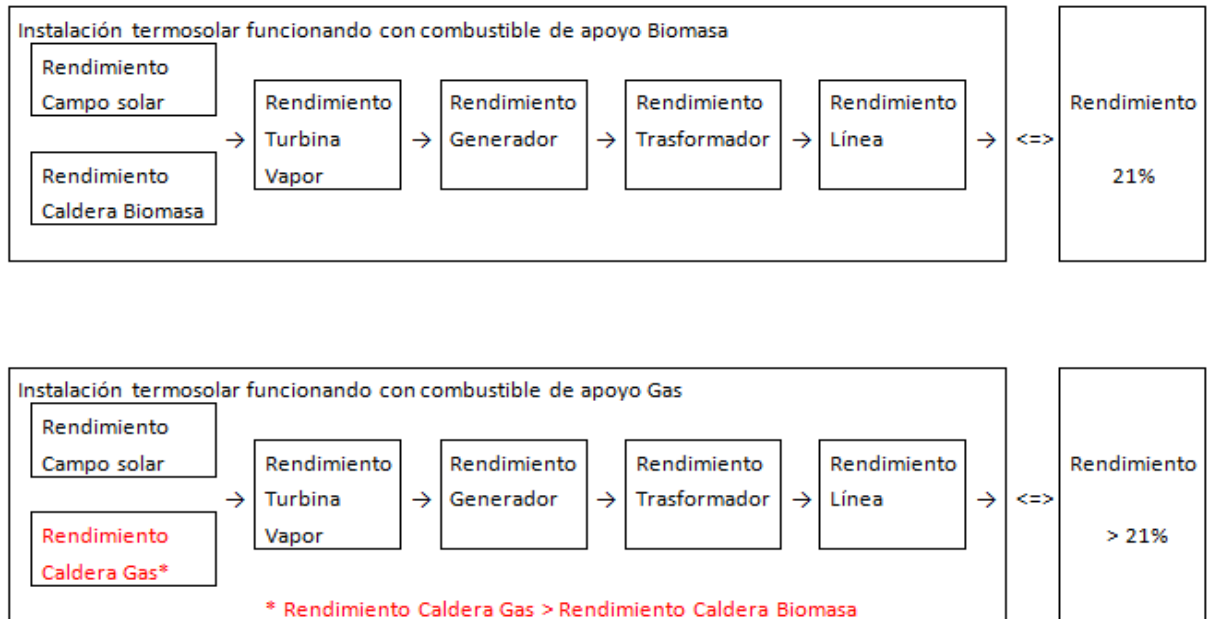 Instalación termosolar funcionando con combustible de apoyo Biomasa
Rendimiento
Campo solar
Rendimiento
Caldera Biomasa
→
Rendimiento
Turbina
Vapor
→
Rendimiento
Generador
→
Rendimiento
Trasformador
→
Rendimiento
Línea
→
<=>
Rendimiento
21%
Instalación termosolar funcionando con combustible de apoyo Gas
Rendimiento
Campo solar
Rendimiento
Caldera Gas*
→
Rendimiento
Turbina
Vapor
→
Rendimiento
Generador
→
Rendimiento
Trasformador
→
Rendimiento
Línea
→
<=>
Rendimiento
> 21%
* Rendimiento Caldera Gas > Rendimiento Caldera Biomasa